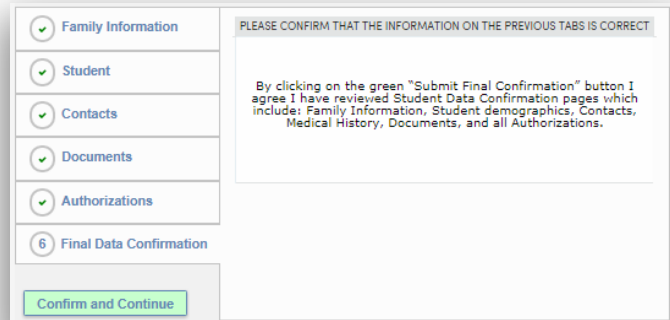 Family Information
Student
Contacts
Documents
Authorizations
6 Final Data Confirmation
Confirm and Continue
PLEASE CONFIRM THAT THE INFORMATION ON THE PREVIOUS TABS IS CORRECT
By clicking on the green “Submit Final Confirmation” button I
agree I have reviewed Student Data Confirmation pages which
include: Family Information, Student demographics, Contacts,
Medical History, Documents, and all Authorizations.